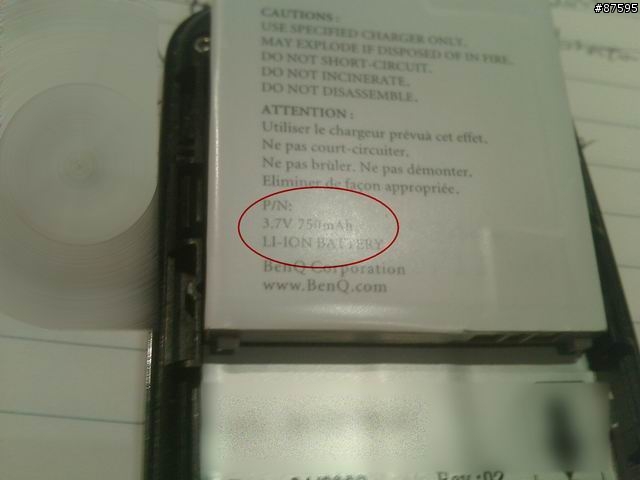 #87595
CAUTIONS :
USE SPECIFIED CHARGER ONLY.
MAY EXPLODE IF DISPOSED OF IN FIRE.
DO NOT SHORT-CIRCUIT.
DO NOT INCINERATE.
DO NOT DISASSEMBLE.
ATTENTION :
Utiliser le chargeur prévuà cet effet.
Ne pas court-circuiter.
Ne pas brûler. Ne pas démonter.
Eliminer de façon appropriée.
P/N:
3.7V 750mAh
LI-ION BATTERY
BenQ Corporation
www.BenQ.com
Rev:02